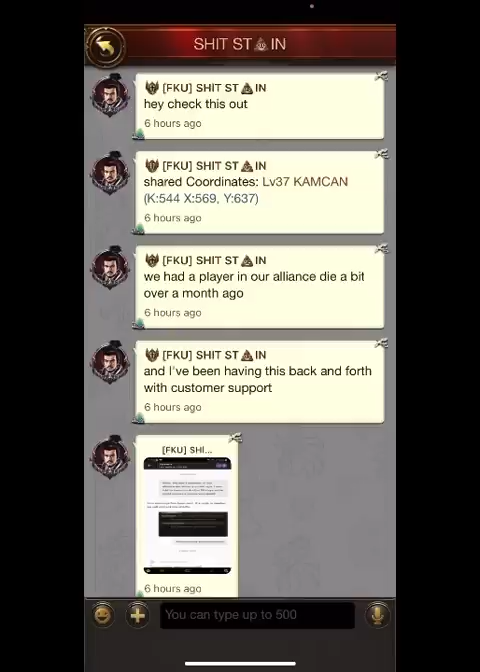 SHIT ST💩IN
[FKU] SHIT ST💩IN
hey check this out
6 hours ago
[FKU] SHIT ST💩IN
shared Coordinates: Lv37 KAMCAN
(K:544 X:569, Y:637)
6 hours ago
[FKU] SHIT ST💩IN
we had a player in our alliance die a bit
over a month ago
6 hours ago
[FKU] SHIT ST💩IN
and I've been having this back and forth
with customer support
6 hours ago
[FKU] SHI...
6 hours ago
You can type up to 500